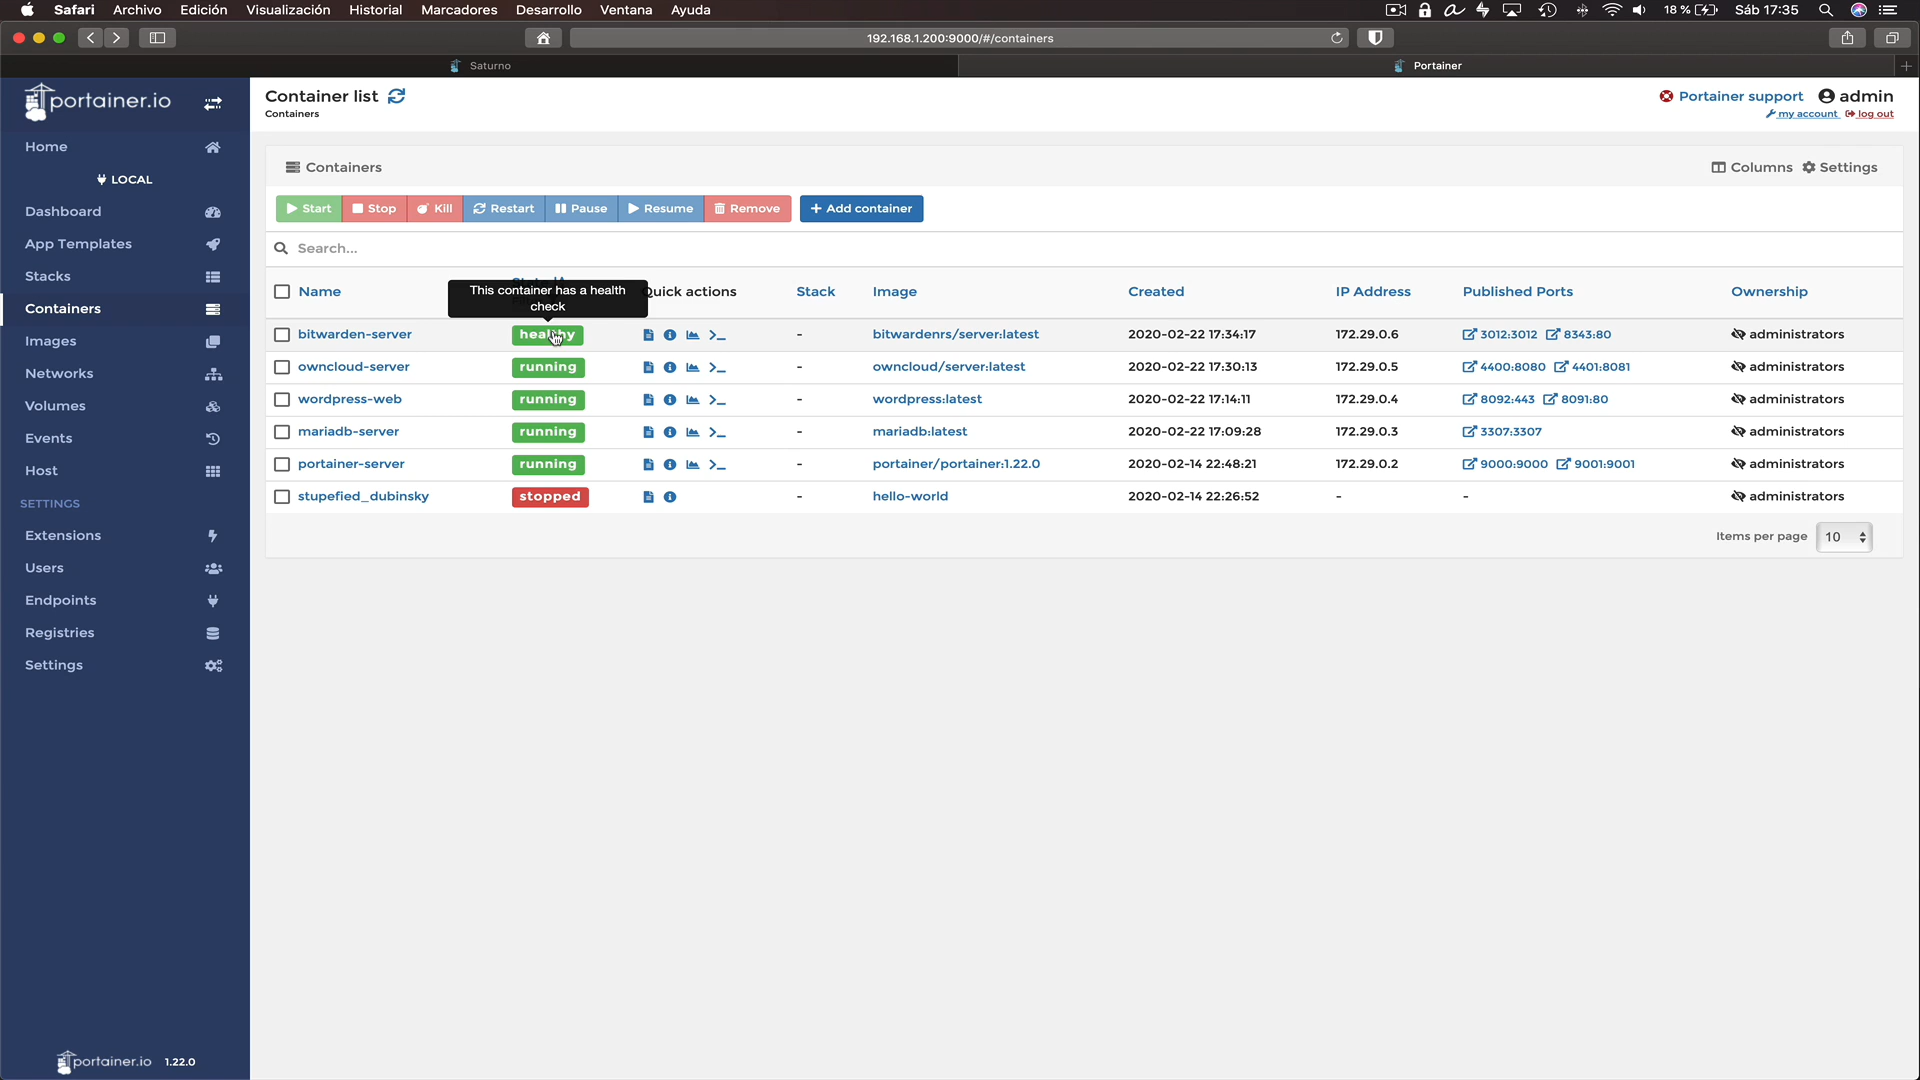 Safari Archivo Edición Visualización Historial Marcadores Desarrollo Ventana Ayuda 18 % Sáb 17:35
192.168.1.200:9000/#/containers
Saturno Portainer
portainer.io
Home
LOCAL
Dashboard
App Templates
Stacks
Containers
Images
Networks
Volumes
Events
Host
SETTINGS
Extensions
Users
Endpoints
Registries
Settings
portainer.io 1.22.0
Container list
Containers
Portainer support admin
my account log out
Containers Columns Settings
Start Stop Kill Restart Pause Resume Remove + Add container
Search...
This container has a health
check
Name Quick actions Stack Image Created IP Address Published Ports Ownership
bitwarden-server healthy >_ - bitwardenrs/server:latest 2020-02-22 17:34:17 172.29.0.6 3012:3012 8343:80 administrators
owncloud-server running >_ - owncloud/server:latest 2020-02-22 17:30:13 172.29.0.5 4400:8080 4401:8081 administrators
wordpress-web running >_ - wordpress:latest 2020-02-22 17:14:11 172.29.0.4 8092:443 8091:80 administrators
mariadb-server running >_ - mariadb:latest 2020-02-22 17:09:28 172.29.0.3 3307:3307 administrators
portainer-server running >_ - portainer/portainer:1.22.0 2020-02-14 22:48:21 172.29.0.2 9000:9000 9001:9001 administrators
stupefied_dubinsky stopped - hello-world 2020-02-14 22:26:52 - - administrators
Items per page 10